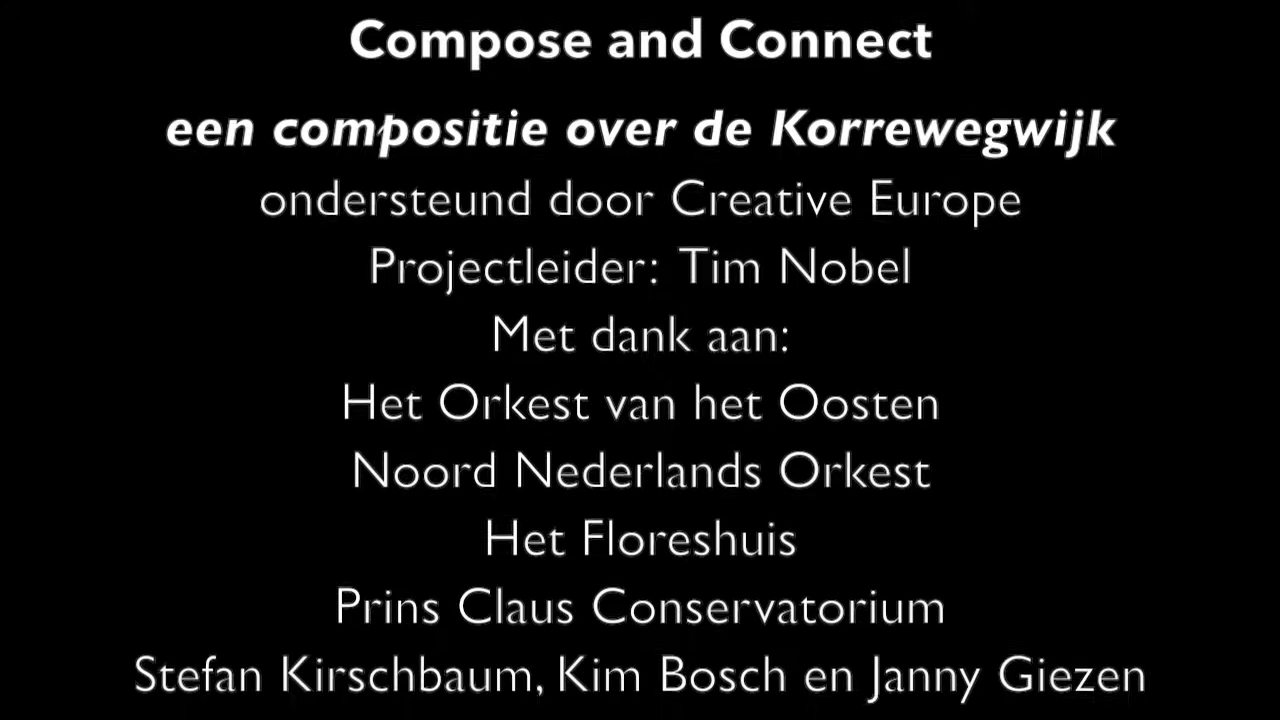 Compose and Connect
een compositie over de Korrewegwijk
ondersteund door Creative Europe
Projectleider: Tim Nobel
Met dank aan:
Het Orkest van het Oosten
Noord Nederlands Orkest
Het Floreshuis
Prins Claus Conservatorium
Stefan Kirschbaum, Kim Bosch en Janny Giezen